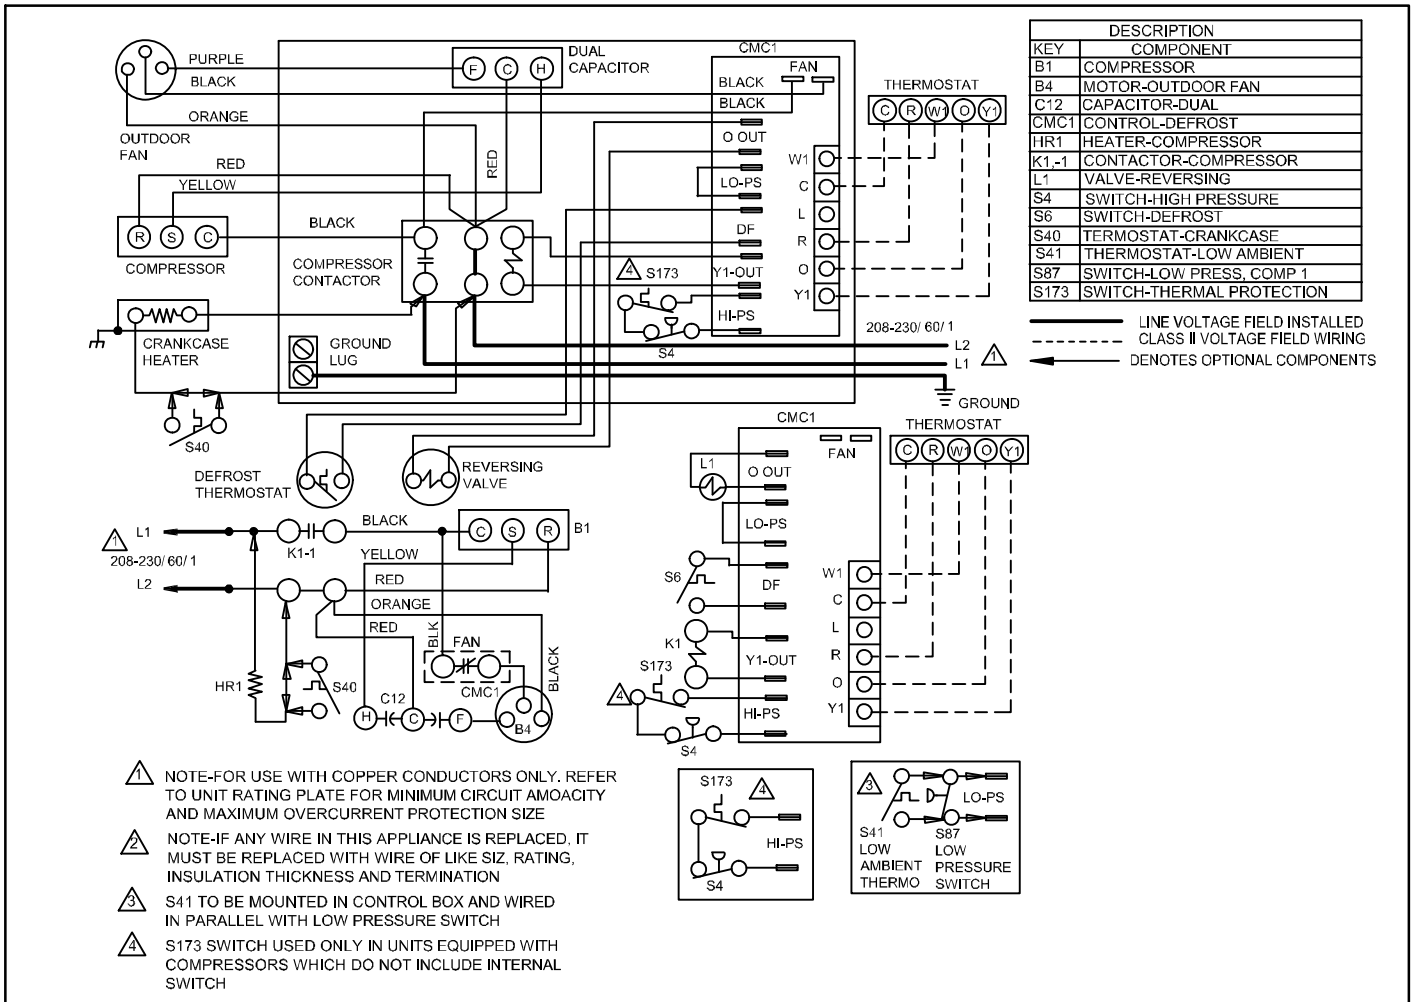 PURPLE
BLACK
ORANGE
OUTDOOR
FAN
RED
YELLOW
R S C
COMPRESSOR
BLACK
F C H
DUAL
CAPACITOR
RED
COMPRESSOR
CONTACTOR
CRANKCASE
HEATER
GROUND
LUG
S40
DEFROST
THERMOSTAT
REVERSING
VALVE
CMC1
FAN
BLACK
BLACK
O OUT
LO-PS
DF
Y1-OUT
HI-PS
4 S173
S4
W1
C
L
R
O
Y1
THERMOSTAT
C R W1 O Y1
208-230/ 60/ 1
L2
L1
1
GROUND
DESCRIPTION
KEY COMPONENT
B1 COMPRESSOR
B4 MOTOR-OUTDOOR FAN
C12 CAPACITOR-DUAL
CMC1 CONTROL-DEFROST
HR1 HEATER-COMPRESSOR
K1,-1 CONTACTOR-COMPRESSOR
L1 VALVE-REVERSING
S4 SWITCH-HIGH PRESSURE
S6 SWITCH-DEFROST
S40 TERMOSTAT-CRANKCASE
S41 THERMOSTAT-LOW AMBIENT
S87 SWITCH-LOW PRESS, COMP 1
S173 SWITCH-THERMAL PROTECTION
LINE VOLTAGE FIELD INSTALLED
CLASS II VOLTAGE FIELD WIRING
DENOTES OPTIONAL COMPONENTS
L1
1
208-230/ 60/ 1
L2
K1-1
BLACK
C S R
B1
YELLOW
RED
ORANGE
RED
BLK
FAN
CMC1
BLACK
HR1
S40
C12
H C F
B4
CMC1
FAN
L1
O OUT
LO-PS
S6
DF
K1
Y1-OUT
S173
4
HI-PS
S4
W1
C
L
R
O
Y1
THERMOSTAT
C R W1 O Y1
S173
4
HI-PS
S4
3
LO-PS
S41
LOW
AMBIENT
THERMO
S87
LOW
PRESSURE
SWITCH
1 NOTE-FOR USE WITH COPPER CONDUCTORS ONLY. REFER
TO UNIT RATING PLATE FOR MINIMUM CIRCUIT AMOACITY
AND MAXIMUM OVERCURRENT PROTECTION SIZE
2 NOTE-IF ANY WIRE IN THIS APPLIANCE IS REPLACED, IT
MUST BE REPLACED WITH WIRE OF LIKE SIZ, RATING,
INSULATION THICKNESS AND TERMINATION
3 S41 TO BE MOUNTED IN CONTROL BOX AND WIRED
IN PARALLEL WITH LOW PRESSURE SWITCH
4 S173 SWITCH USED ONLY IN UNITS EQUIPPED WITH
COMPRESSORS WHICH DO NOT INCLUDE INTERNAL
SWITCH